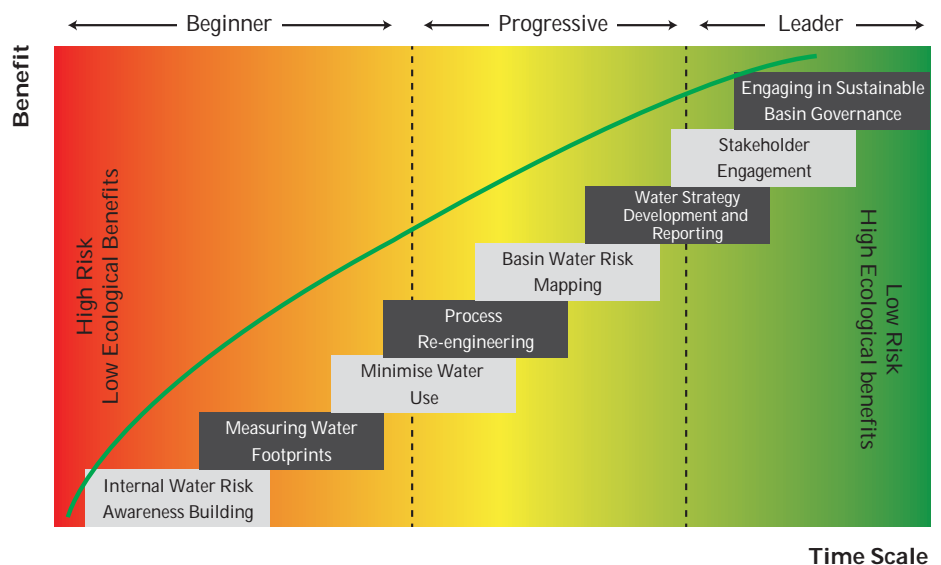 Beginner
Progressive
Leader
Benefit
Engaging in Sustainable
Basin Governance
Stakeholder
Engagement
Water Strategy
Development and
Reporting
Basin Water Risk
Mapping
Process
Re-engineering
Minimise Water
Use
Measuring Water
Footprints
Internal Water Risk
Awareness Building
High Risk
Low Ecological Benefits
Low Risk
High Ecological benefits
Time Scale